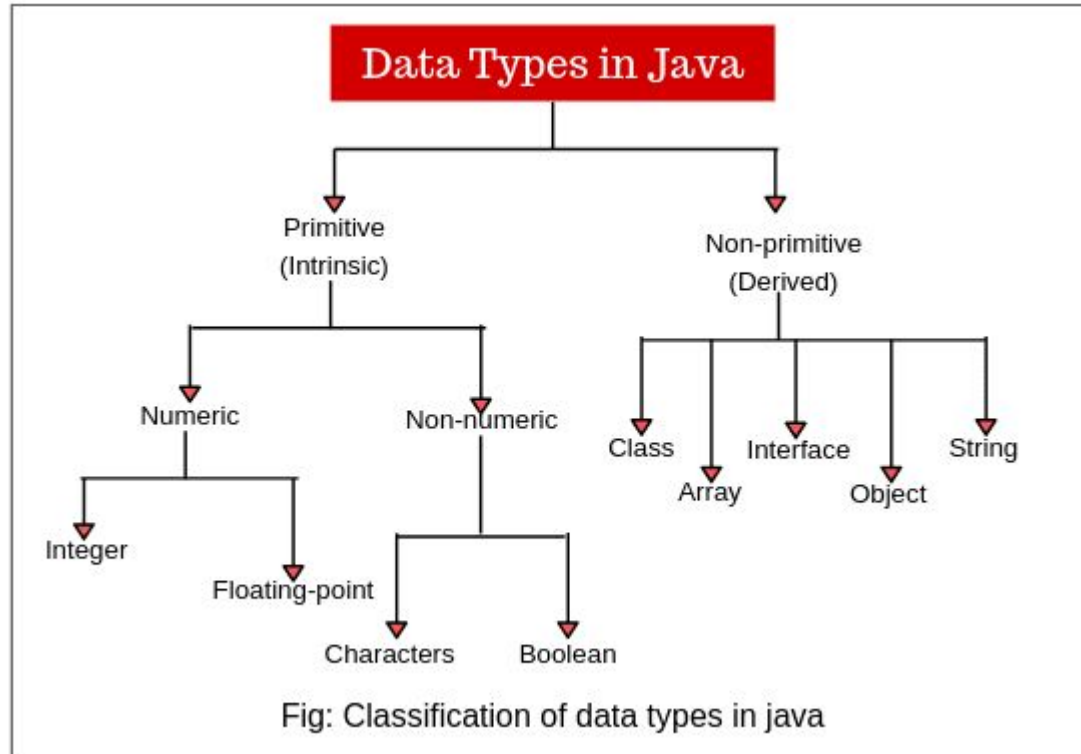 Data Types in Java
Primitive
(Intrinsic)
Non-primitive
(Derived)
Numeric
Non-numeric
Class
Array
Interface
Object
String
Integer
Floating-point
Characters
Boolean
Fig: Classification of data types in java